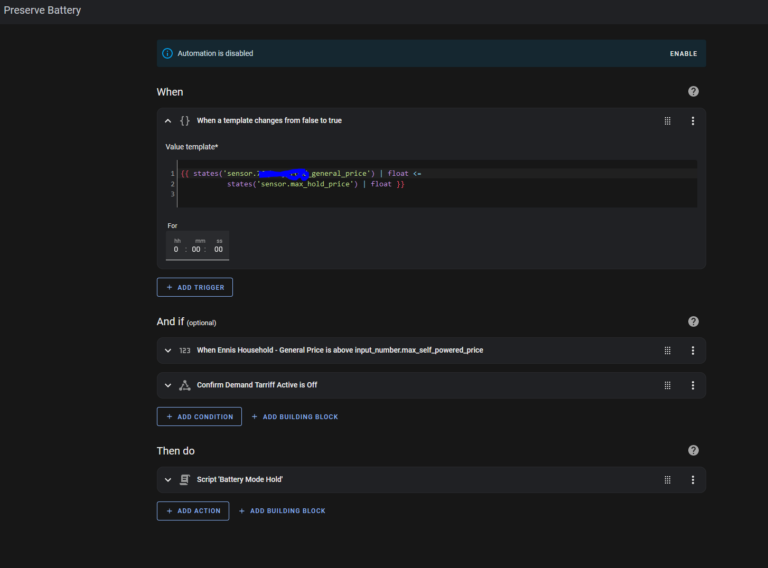 Preserve Battery
Automation is disabled
ENABLE
When
When a template changes from false to true
Value template*
1 {{ states('sensor. _general_price') | float <=
2 states('sensor.max_hold_price') | float }}
3
For
hh mm ss
0 : 00 : 00
+ ADD TRIGGER
And if (optional)
123 When Ennis Household - General Price is above input_number.max_self_powered_price
Confirm Demand Tarriff Active is Off
+ ADD CONDITION + ADD BUILDING BLOCK
Then do
Script 'Battery Mode Hold'
+ ADD ACTION + ADD BUILDING BLOCK